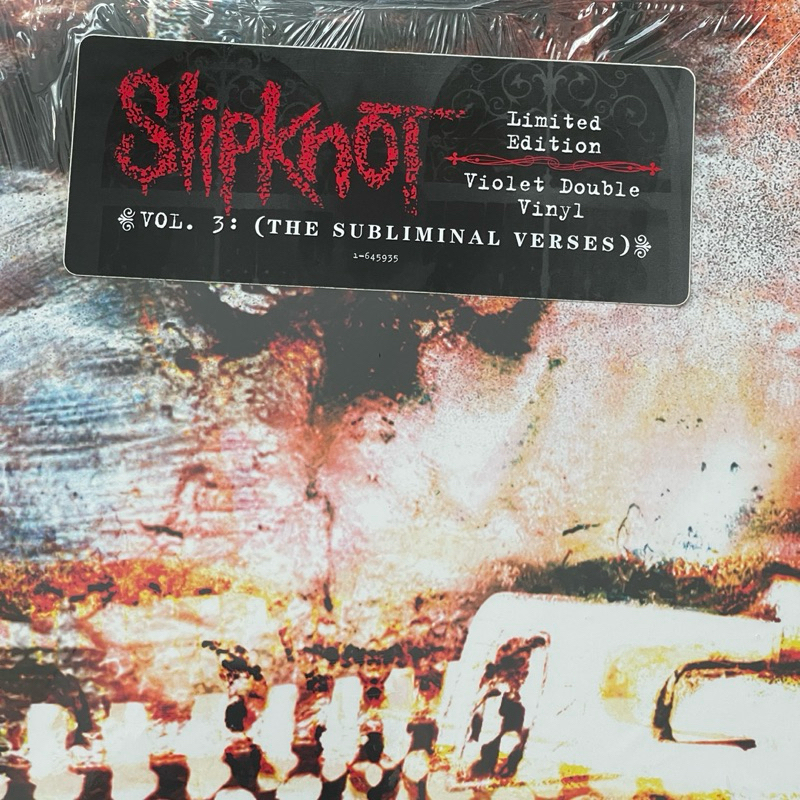 Slipknot
Limited
Edition
Violet Double
Vinyl
VOL. 3: (THE SUBLIMINAL VERSES)
1-645935